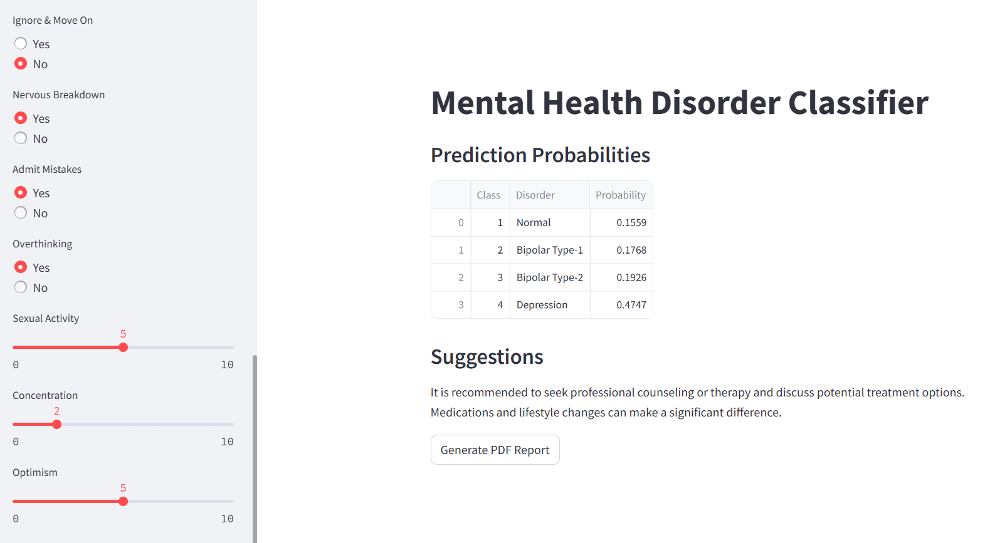 Ignore & Move On
Yes
No
Nervous Breakdown
Yes
No
Admit Mistakes
Yes
No
Overthinking
Yes
No
Sexual Activity
5
0 10
Concentration
2
0 10
Optimism
5
0 10
Mental Health Disorder Classifier
Prediction Probabilities
Class Disorder Probability
0 1 Normal 0.1559
1 2 Bipolar Type-1 0.1768
2 3 Bipolar Type-2 0.1926
3 4 Depression 0.4747
Suggestions
It is recommended to seek professional counseling or therapy and discuss potential treatment options.
Medications and lifestyle changes can make a significant difference.
Generate PDF Report